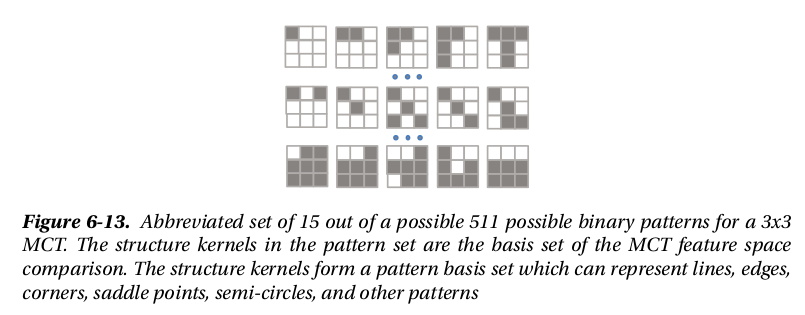 Figure 6-13. Abbreviated set of 15 out of a possible 511 possible binary patterns for a 3x3
MCT. The structure kernels in the pattern set are the basis set of the MCT feature space
comparison. The structure kernels form a pattern basis set which can represent lines, edges,
corners, saddle points, semi-circles, and other patterns